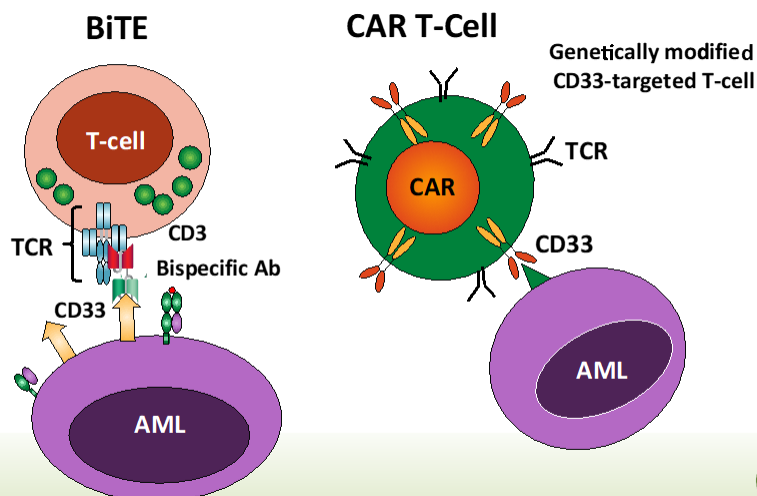 BiTE
T-cell
TCR
CD3
Bispecific Ab
CD33
AML
CAR T-Cell
Genetically modified
CD33-targeted T-cell
TCR
CAR
CD33
AML